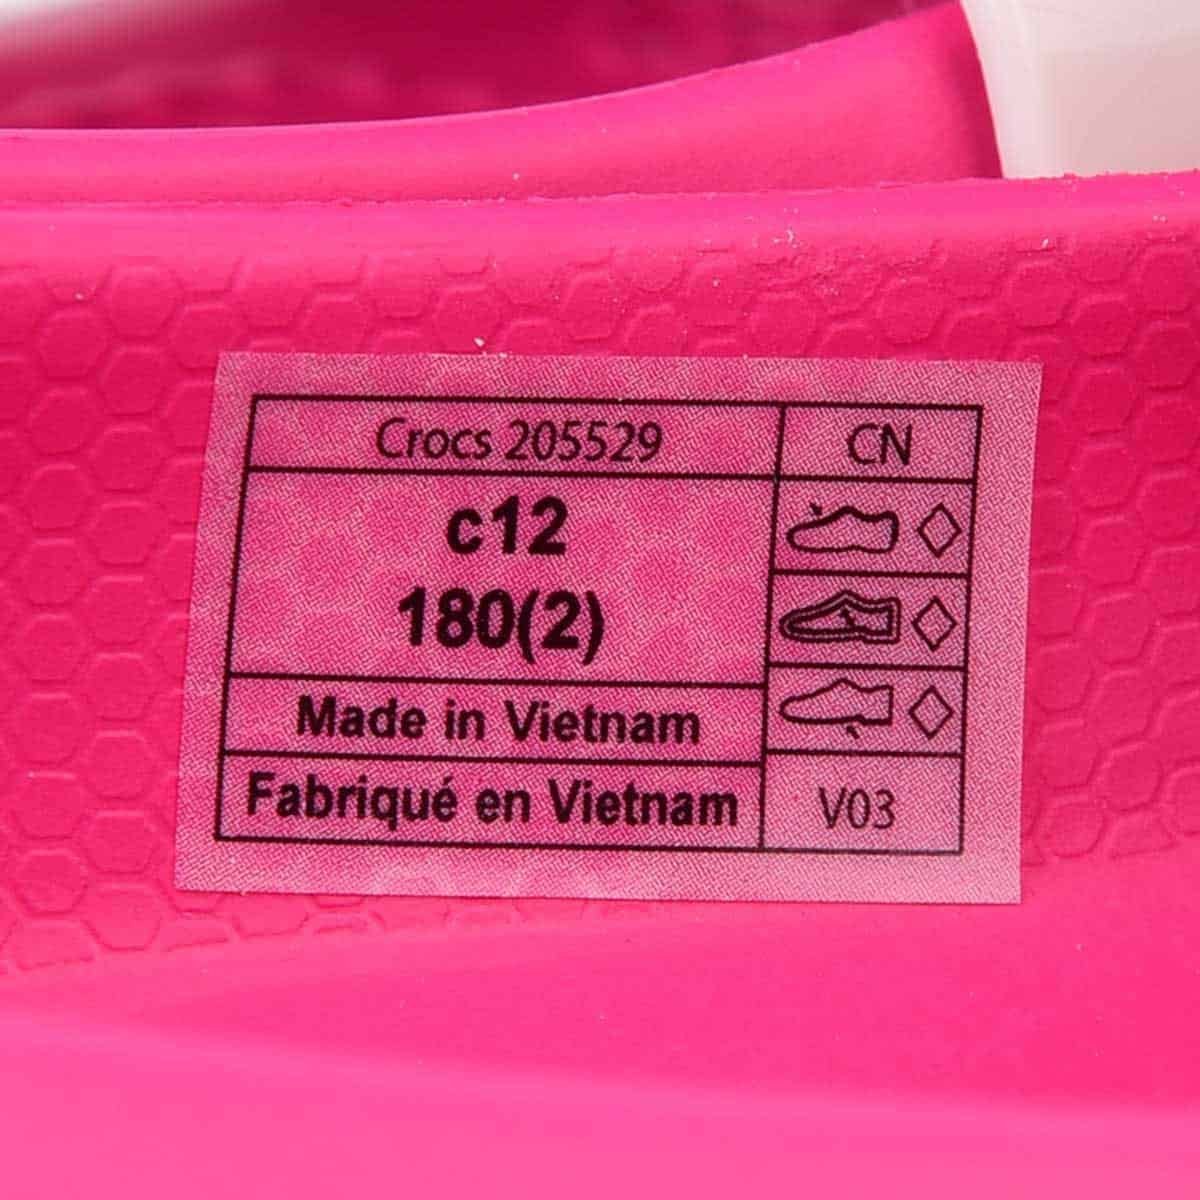 Crocs 205529
CN
c12
180(2)
Made in Vietnam
Fabriqué en Vietnam
V03